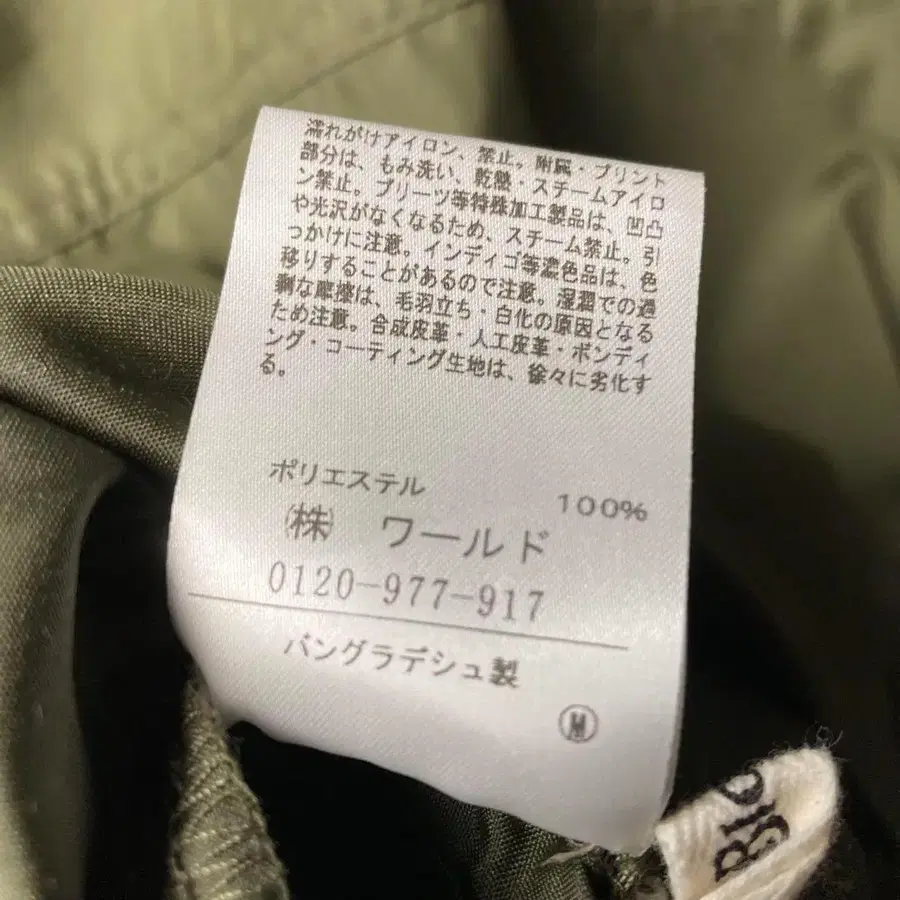 濡れがけアイロン、禁止。附属・プリント
部分は、もみ洗い、乾燥・スチームアイロ
ン禁止。プリーツ等特殊加工製品は、凹凸
や光沢がなくなるため、スチーム禁止。引
っかけに注意。インディゴ等濃色品は、色
移りすることがあるので注意。湿潤での過
剰な摩擦は、毛羽立ち・白化の原因となる
ため注意。合成皮革・人工皮革・ボンディ
ング・コーティング生地は、徐々に劣化す
る。
ポリエステル 100%
㈱ ワールド
0120-977-917
バングラデシュ製
Ⓜ